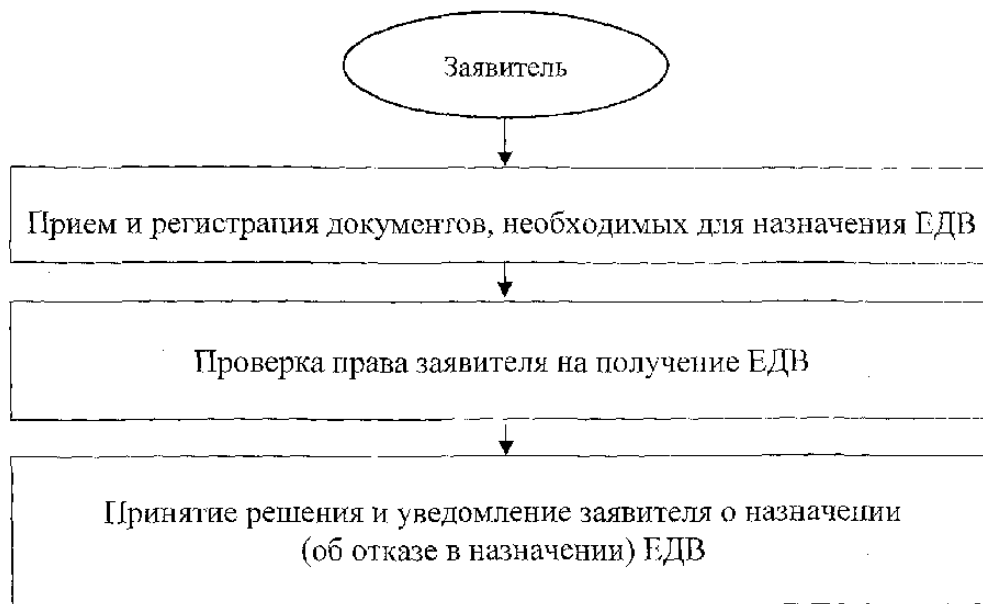 Заявитель
Прием и регистрация документов, необходимых для назначения ЕДВ
Проверка права заявителя на получение ЕДВ
Принятие решения и уведомление заявителя о назначении
(об отказе в назначении) ЕДВ